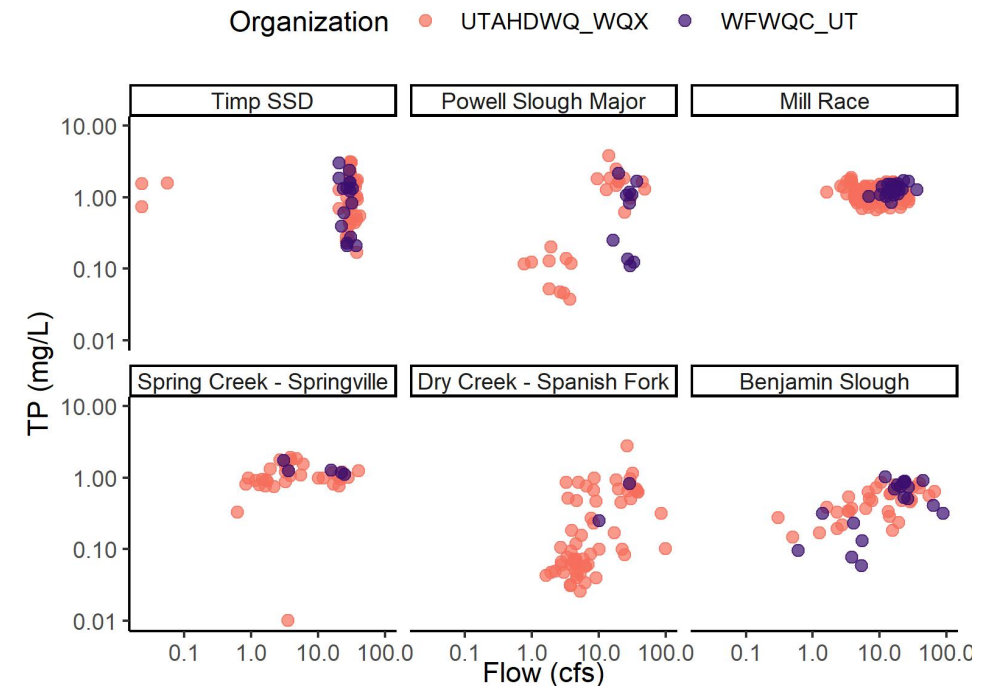 Organization UTAHDWQ_WQX WFWQC_UT
Timp SSD Powell Slough Major Mill Race
10.00
1.00
0.10
0.01
TP (mg/L)
Spring Creek - Springville Dry Creek - Spanish Fork Benjamin Slough
10.00
1.00
0.10
0.01
0.1 1.0 10.0 100.0 0.1 1.0 10.0 100.0 0.1 1.0 10.0 100.0
Flow (cfs)